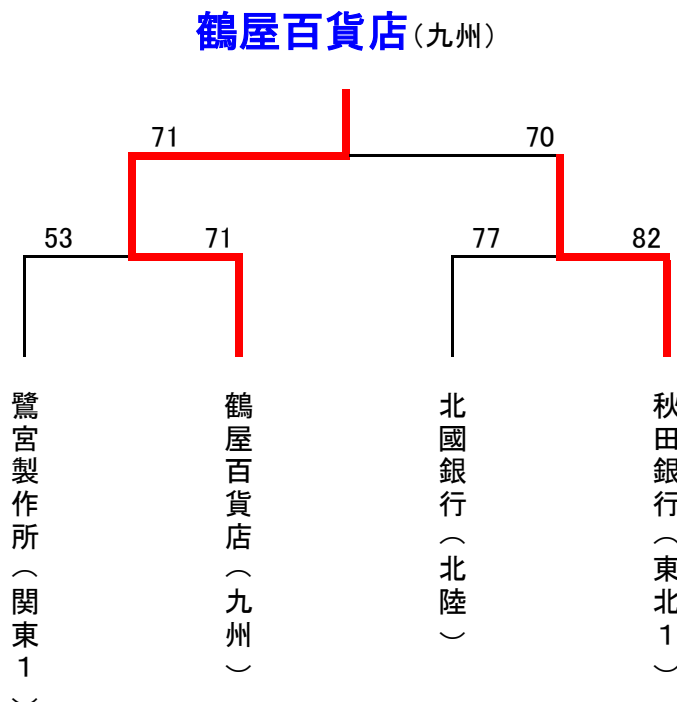 鶴屋百貨店(九州)
71
70
53
71
77
82
鷺宮製作所(関東1)
鶴屋百貨店(九州)
北國銀行(北陸)
秋田銀行(東北1)